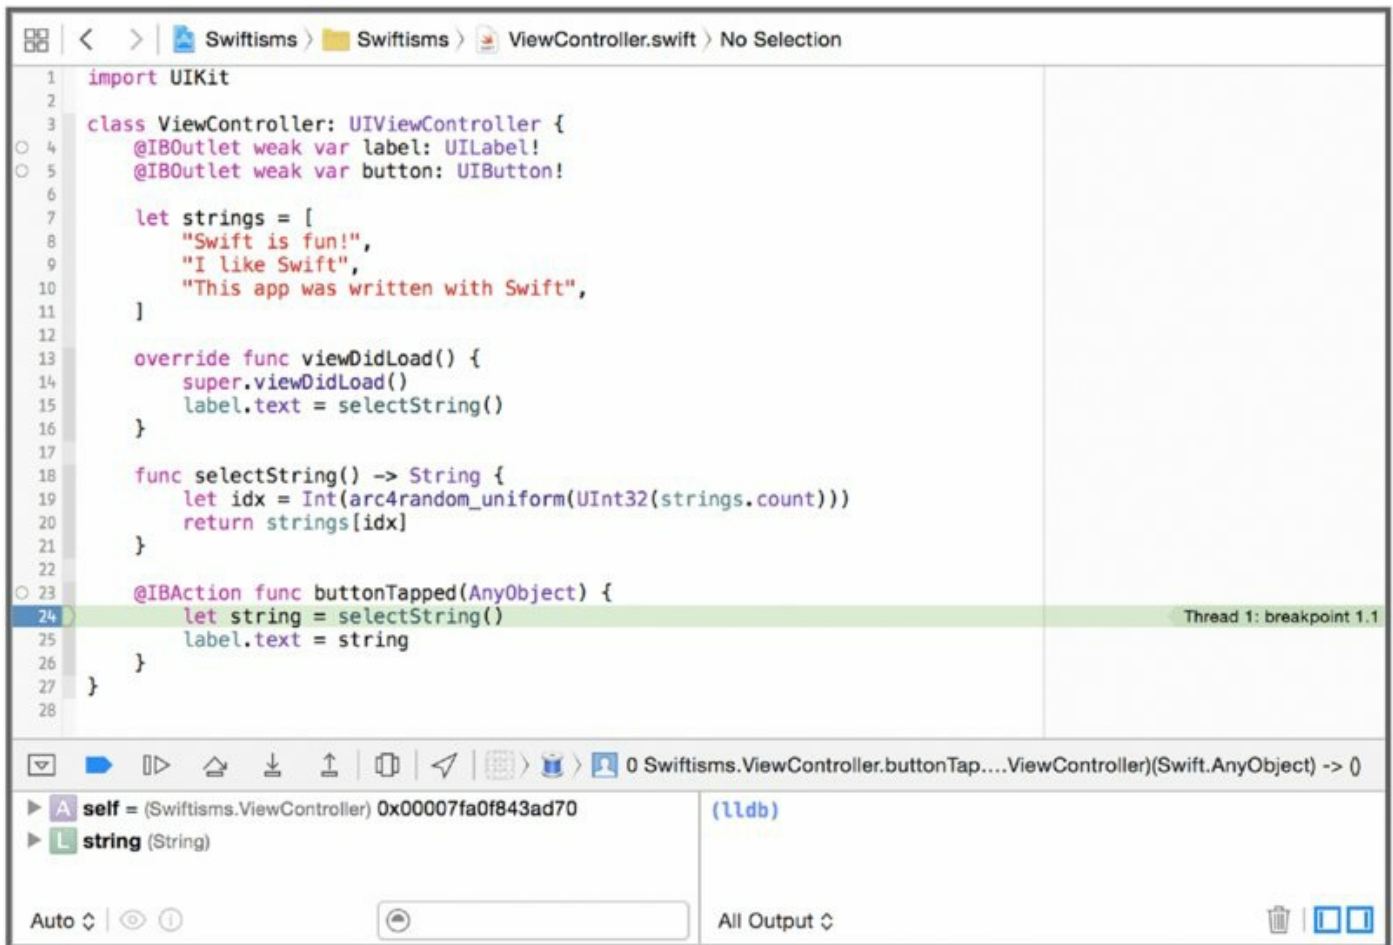 Swiftisms Swiftisms ViewController.swift No Selection
1 import UIKit
2
3 class ViewController: UIViewController {
4 @IBOutlet weak var label: UILabel!
5 @IBOutlet weak var button: UIButton!
6
7 let strings = [
8 "Swift is fun!",
9 "I like Swift",
10 "This app was written with Swift",
11 ]
12
13 override func viewDidLoad() {
14 super.viewDidLoad()
15 label.text = selectString()
16 }
17
18 func selectString() -> String {
19 let idx = Int(arc4random_uniform(UInt32(strings.count)))
20 return strings[idx]
21 }
22
23 @IBAction func buttonTapped(AnyObject) {
24 let string = selectString() Thread 1: breakpoint 1.1
25 label.text = string
26 }
27 }
28
0 Swiftisms.ViewController.buttonTap....ViewController)(Swift.AnyObject) -> ()
A self = (Swiftisms.ViewController) 0x00007fa0f843ad70 (lldb)
L string (String)
Auto All Output